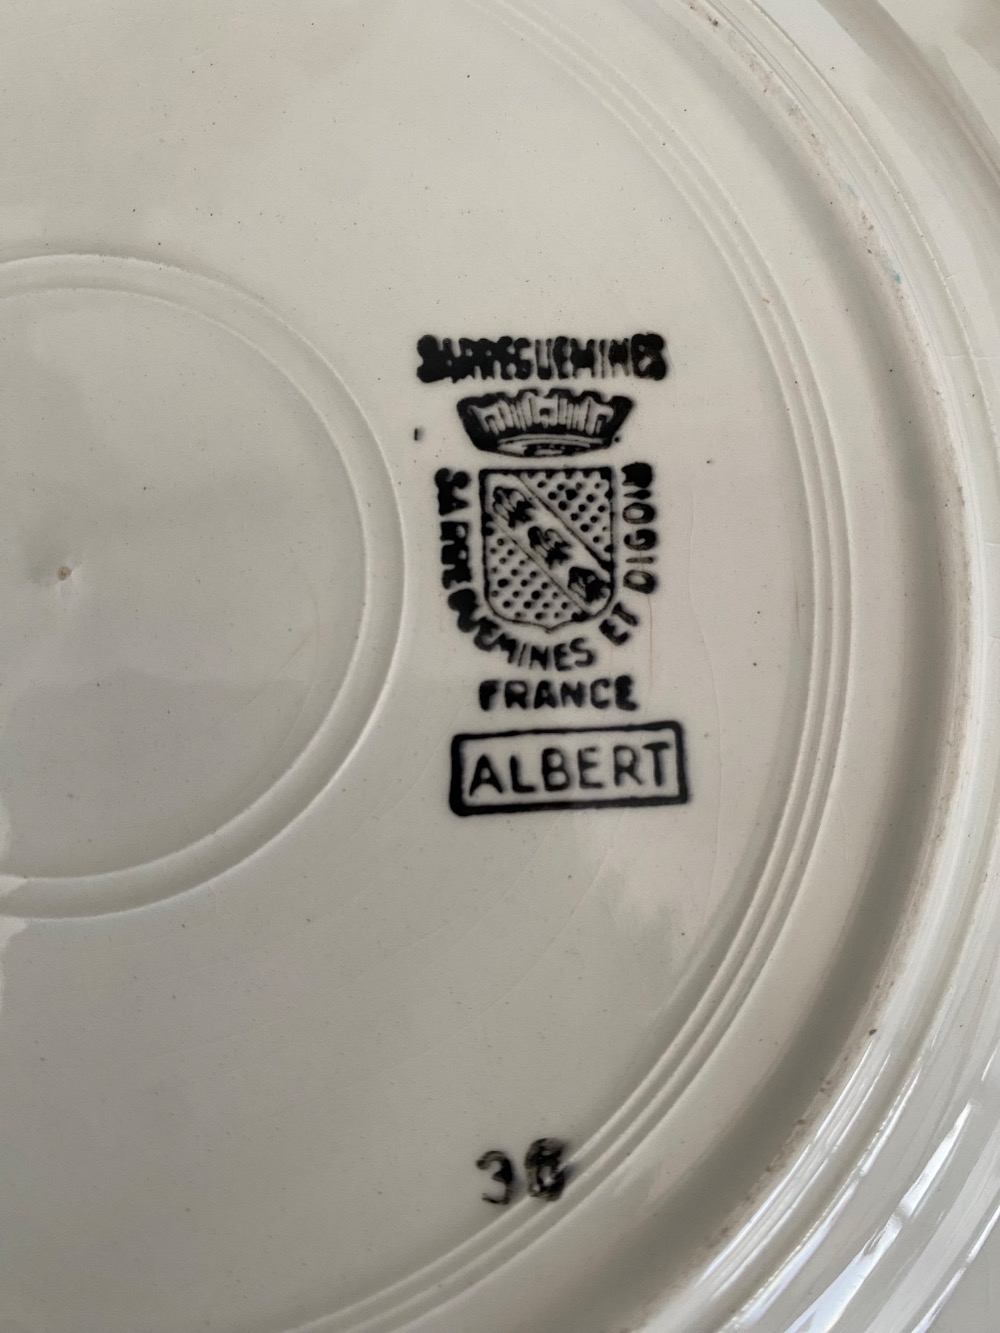 SARREGUEMINES
SARREGUEMINES ET DIGOIN
FRANCE
ALBERT